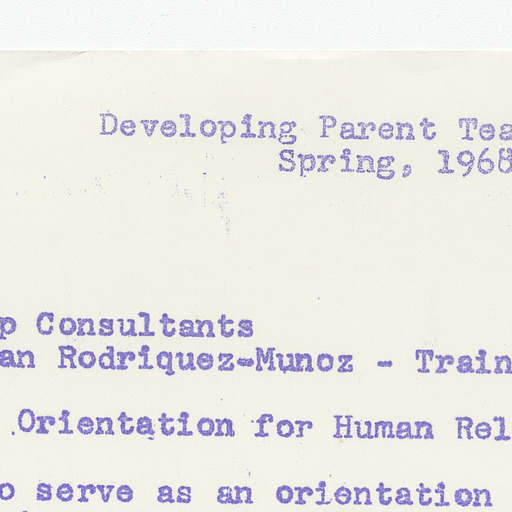 Developing Parent Tea
Spring, 1968
p Consultants
an Rodriquez-Munoz - Train
Orientation for Human Rel
o serve as an orientation